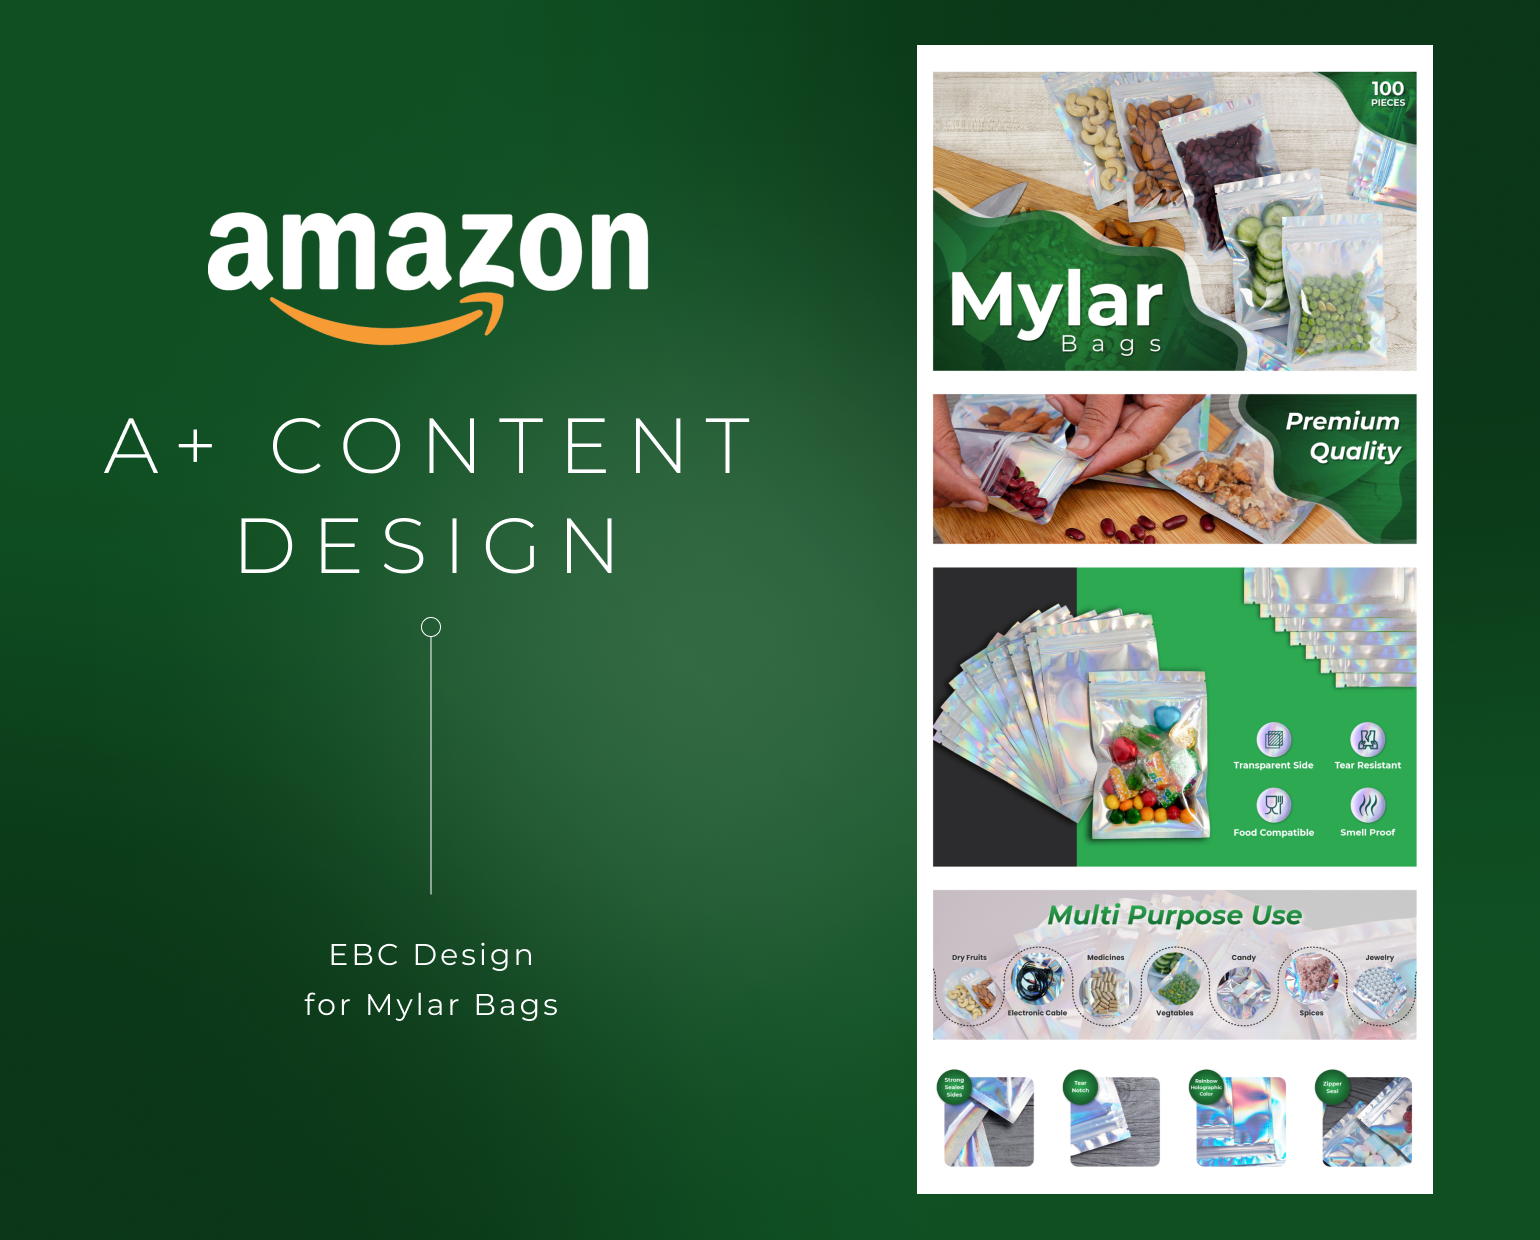 amazon
A+ CONTENT
DESIGN
EBC Design
for Mylar Bags
100
PIECES
Mylar
Bags
Premium
Quality
Transparent Side
Tear Resistant
Food Compatible
Smell Proof
Multi Purpose Use
Dry Fruits
Electronic Cable
Medicines
Vegtables
Candy
Spices
Jewelry
Strong
Sealed
Sides
Tear
Notch
Rainbow
Holographic
Color
Zipper
Seal